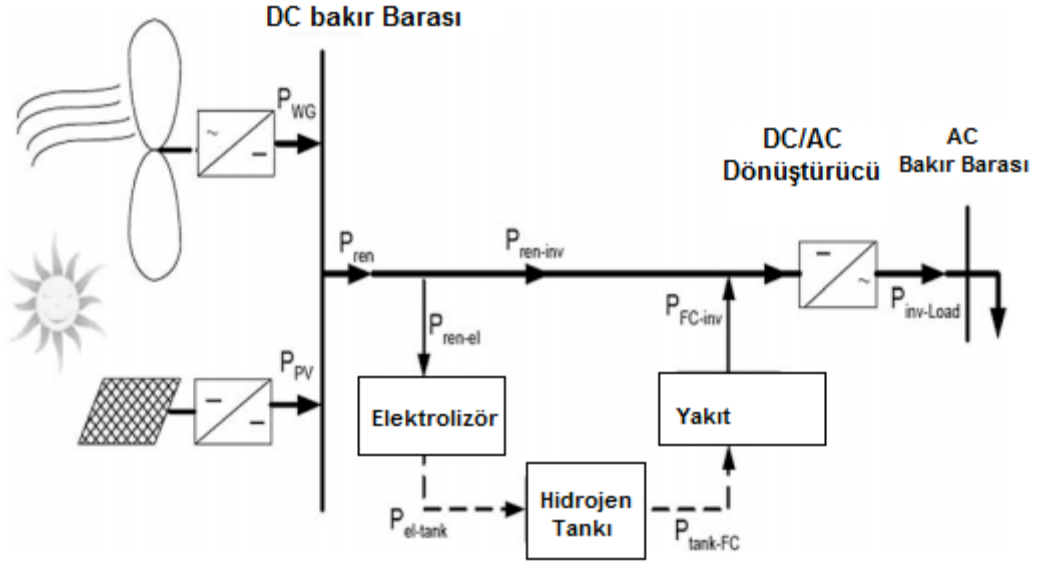 DC bakır Barası
P_WG
DC/AC
Dönüştürücü
AC
Bakır Barası
P_ren
P_ren-inv
P_FC-inv
P_inv-Load
P_ren-el
P_PV
Elektrolizör
Yakıt
Hidrojen
Tankı
P_el-tank
P_tank-FC